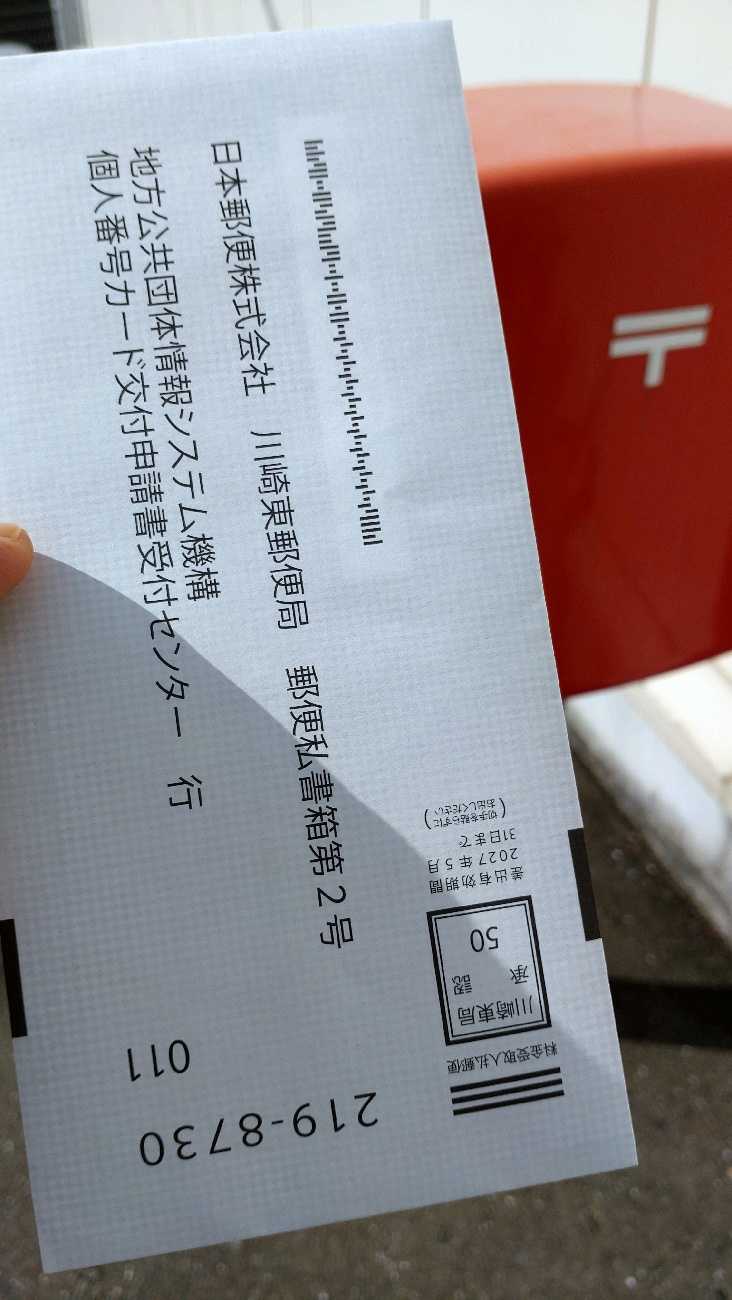 日本郵便株式会社　川崎東郵便局　郵便私書箱第2号
地方公共団体情報システム機構
個人番号カード交付申請書受付センター　行
(切手を貼らずに
お出しください)
差出有効期間
2027年5月
31日まで
50
承認
川崎東局
料金受取人払郵便
011
219-8730
〒